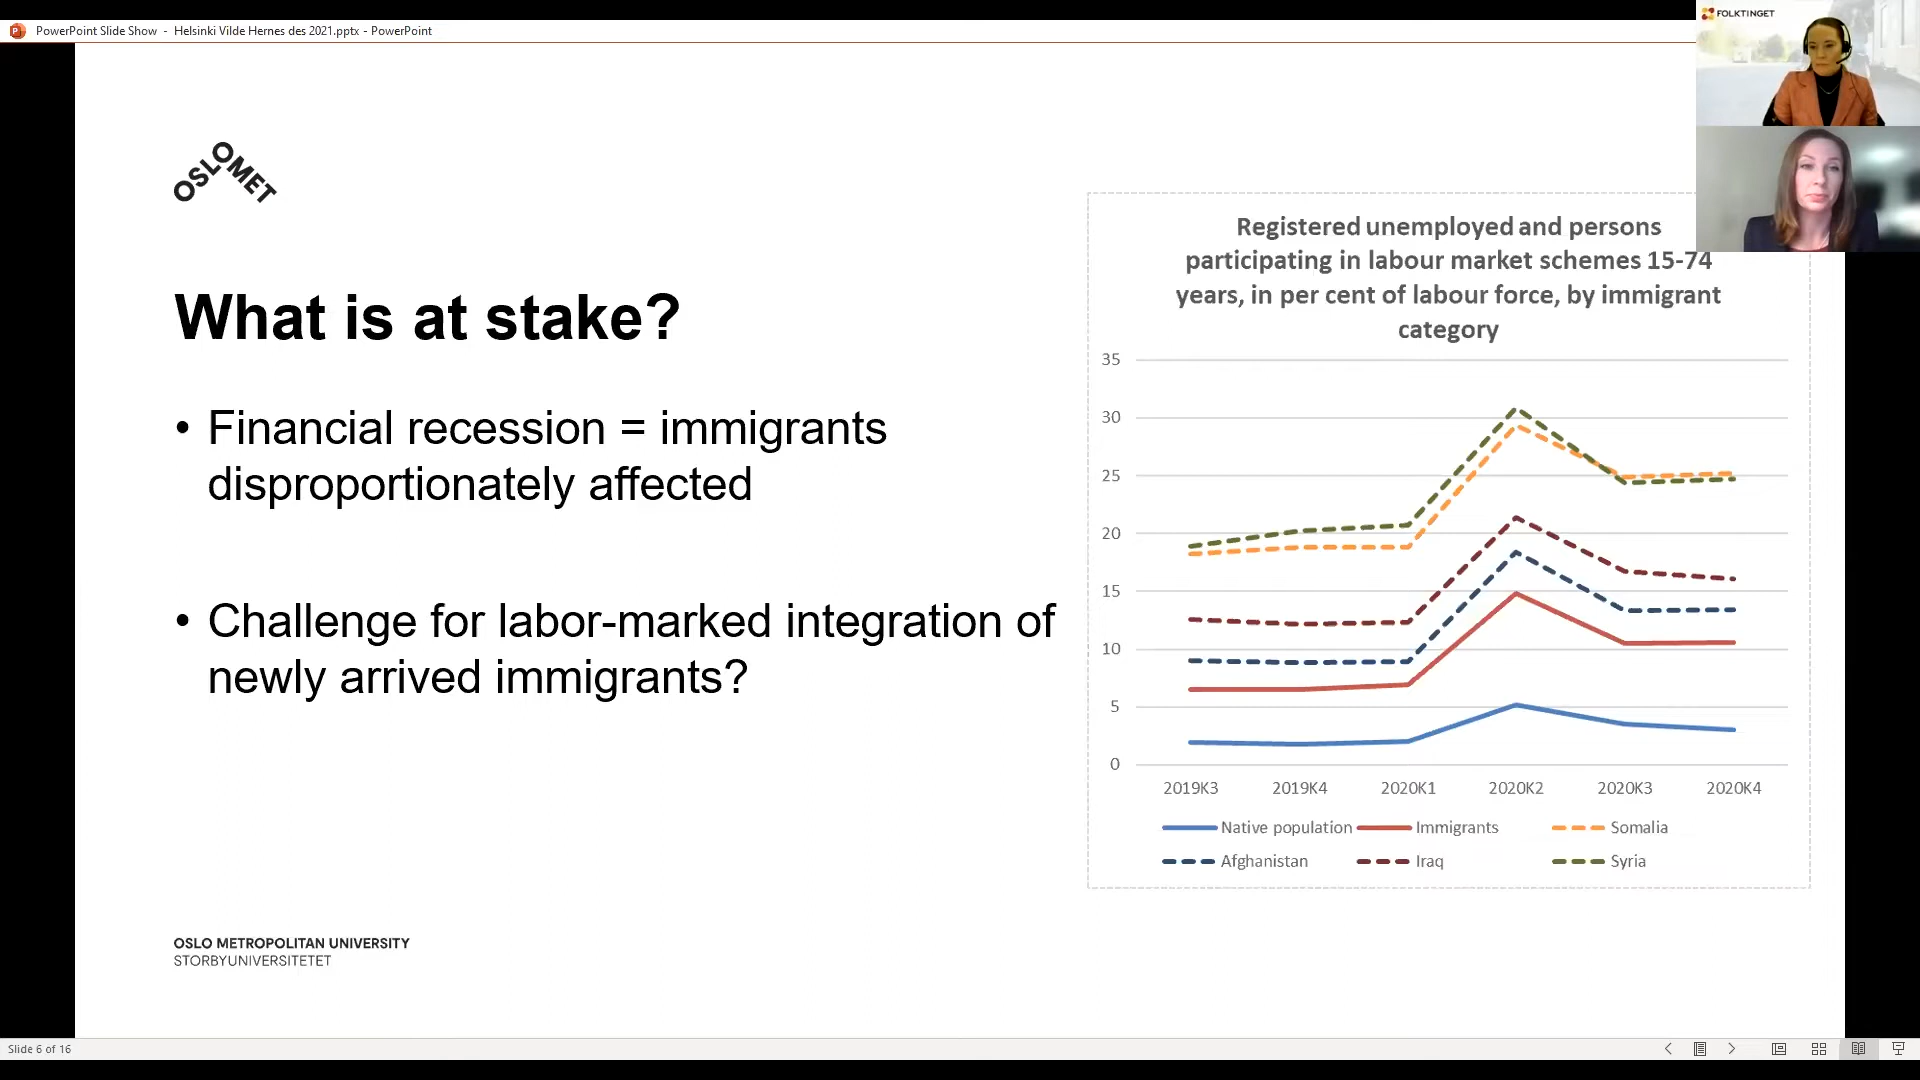 PowerPoint Slide Show - Helsinki Vilde Hernes des 2021.pptx - PowerPoint
FOLKTINGET
OSLOMET
What is at stake?
• Financial recession = immigrants
disproportionately affected
• Challenge for labor-marked integration of
newly arrived immigrants?
Registered unemployed and persons
participating in labour market schemes 15-74
years, in per cent of labour force, by immigrant
category
35
30
25
20
15
10
5
0
2019K3 2019K4 2020K1 2020K2 2020K3 2020K4
Native population Immigrants Somalia
Afghanistan Iraq Syria
OSLO METROPOLITAN UNIVERSITY
STORBYUNIVERSITETET
Slide 6 of 16